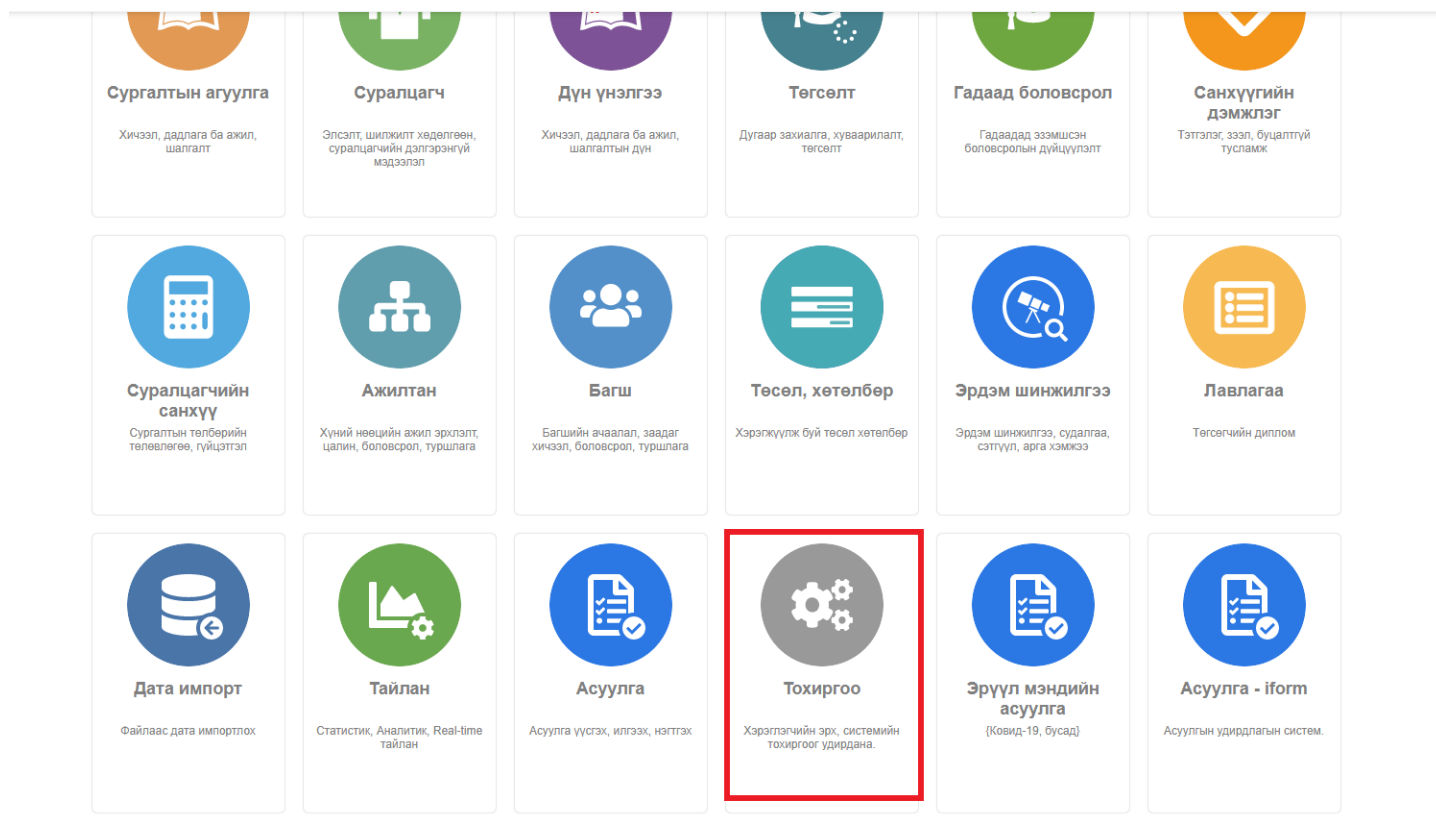 Сургалтын агуулга
Хичээл, дадлага ба ажил,
шалгалт
Суралцагч
Элсэлт, шилжилт хөдөлгөөн,
суралцагчийн дэлгэрэнгүй
мэдээлэл
Дүн үнэлгээ
Хичээл, дадлага ба ажил,
шалгалтын дүн
Төгсөлт
Дугаар захиалга, хуваарилалт,
төгсөлт
Гадаад боловсрол
Гадаадад эзэмшсэн
боловсролын дүйцүүлэлт
Санхүүгийн
дэмжлэг
Тэтгэлэг, зээл, буцалтгүй
тусламж
Суралцагчийн
санхүү
Сургалтын төлбөрийн
төлөвлөгөө, гүйцэтгэл
Ажилтан
Хүний нөөцийн ажил эрхлэлт,
цалин, боловсрол, туршлага
Багш
Багшийн ачаалал, заадаг
хичээл, боловсрол, туршлага
Төсөл, хөтөлбөр
Хэрэгжүүлж буй төсөл хөтөлбөр
Эрдэм шинжилгээ
Эрдэм шинжилгээ, судалгаа,
сэтгүүл, арга хэмжээ
Лавлагаа
Төгсөгчийн диплом
Дата импорт
Файлаас дата импортлох
Тайлан
Статистик, Аналитик, Real-time
тайлан
Асуулга
Асуулга үүсгэх, илгээх, нэгтгэх
Тохиргоо
Хэрэглэгчийн эрх, системийн
тохиргоог удирдана.
Эрүүл мэндийн
асуулга
{Ковид-19, бусад}
Асуулга - iform
Асуулгын удирдлагын систем.